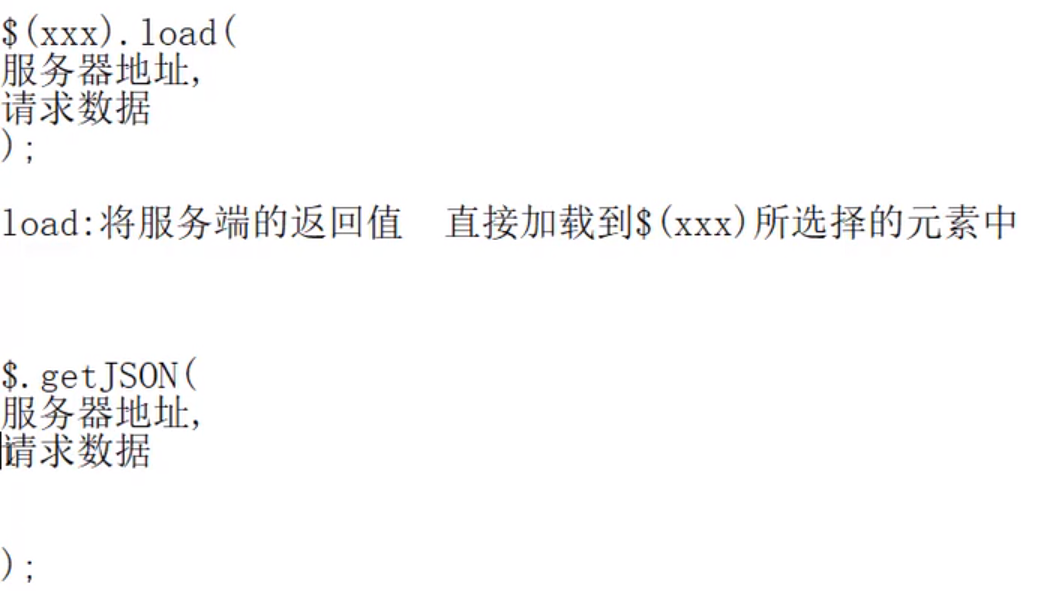 $(xxx).load(
服务器地址,
请求数据
);
load:将服务端的返回值  直接加载到$(xxx)所选择的元素中
$.getJSON(
服务器地址,
请求数据
);